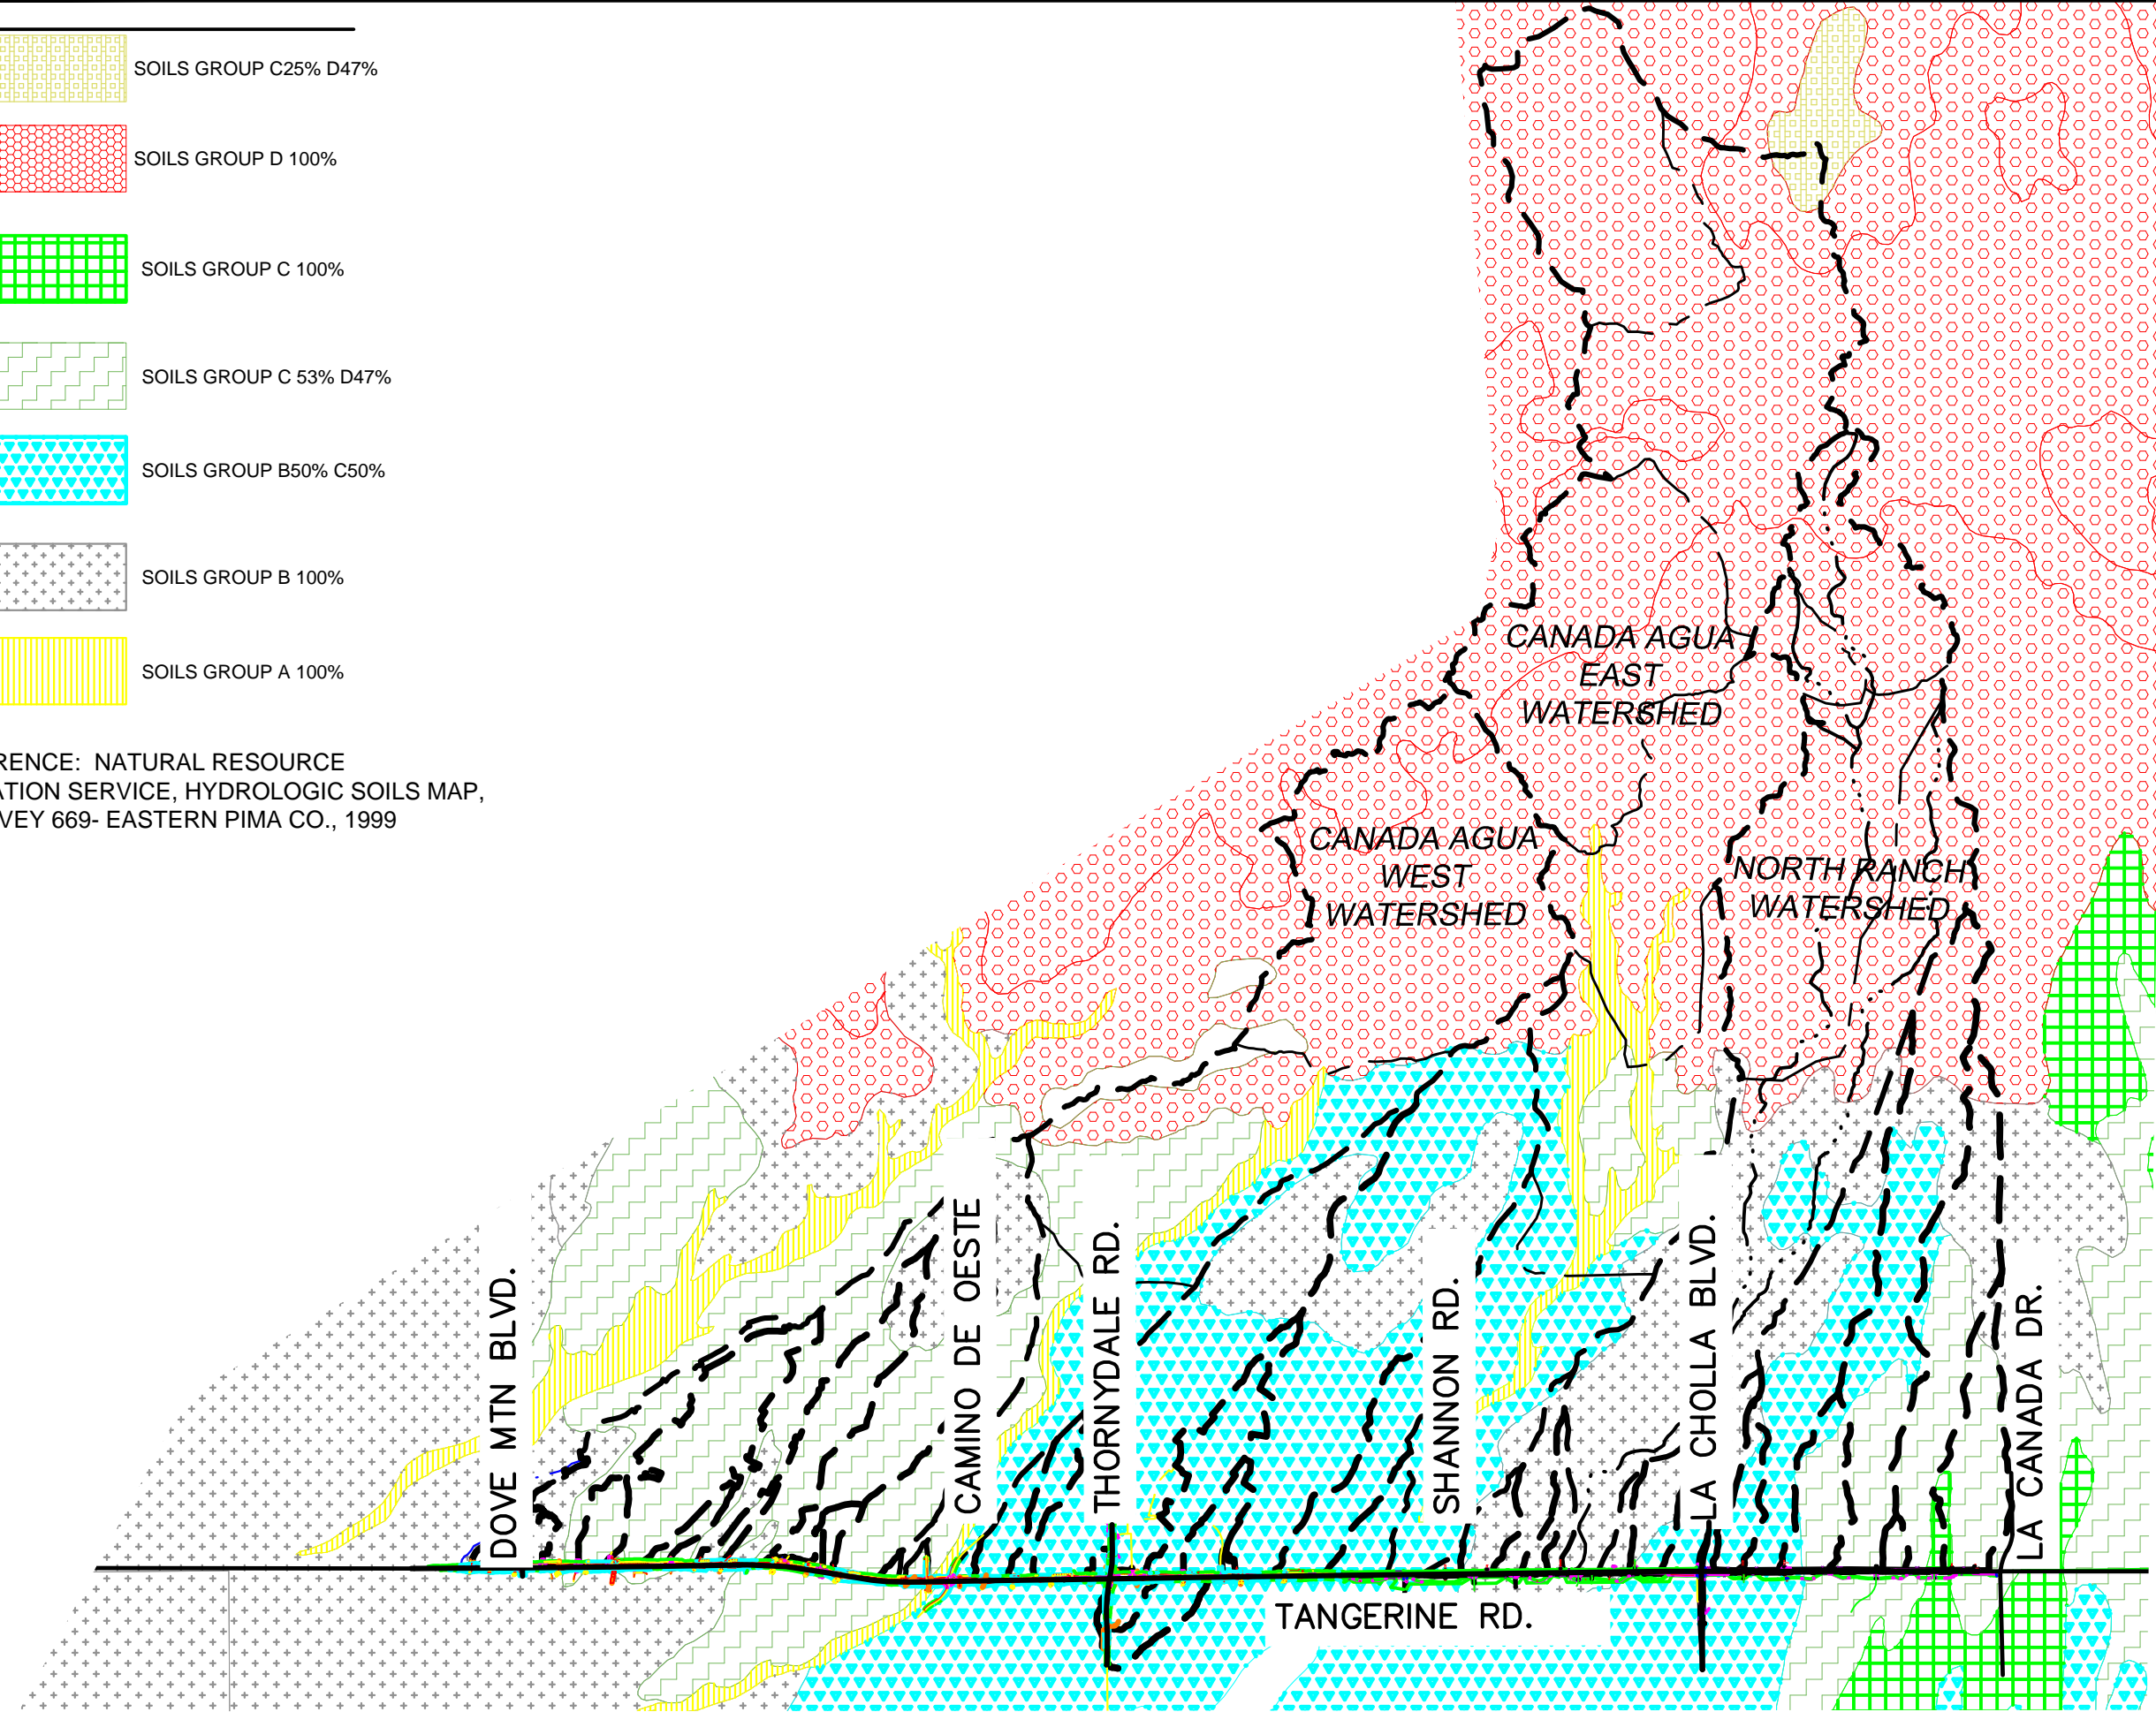 SOILS GROUP C25% D47%
SOILS GROUP D 100%
SOILS GROUP C 100%
SOILS GROUP C 53% D47%
SOILS GROUP B50% C50%
SOILS GROUP B 100%
SOILS GROUP A 100%
RENCE: NATURAL RESOURCE
ATION SERVICE, HYDROLOGIC SOILS MAP,
VEY 669- EASTERN PIMA CO., 1999
CANADA AGUA
EAST
WATERSHED
CANADA AGUA
WEST
WATERSHED
NORTH RANCH
WATERSHED
DOVE MTN BLVD.
CAMINO DE OESTE
THORNYDALE RD.
SHANNON RD.
LA CHOLLA BLVD.
LA CANADA DR.
TANGERINE RD.